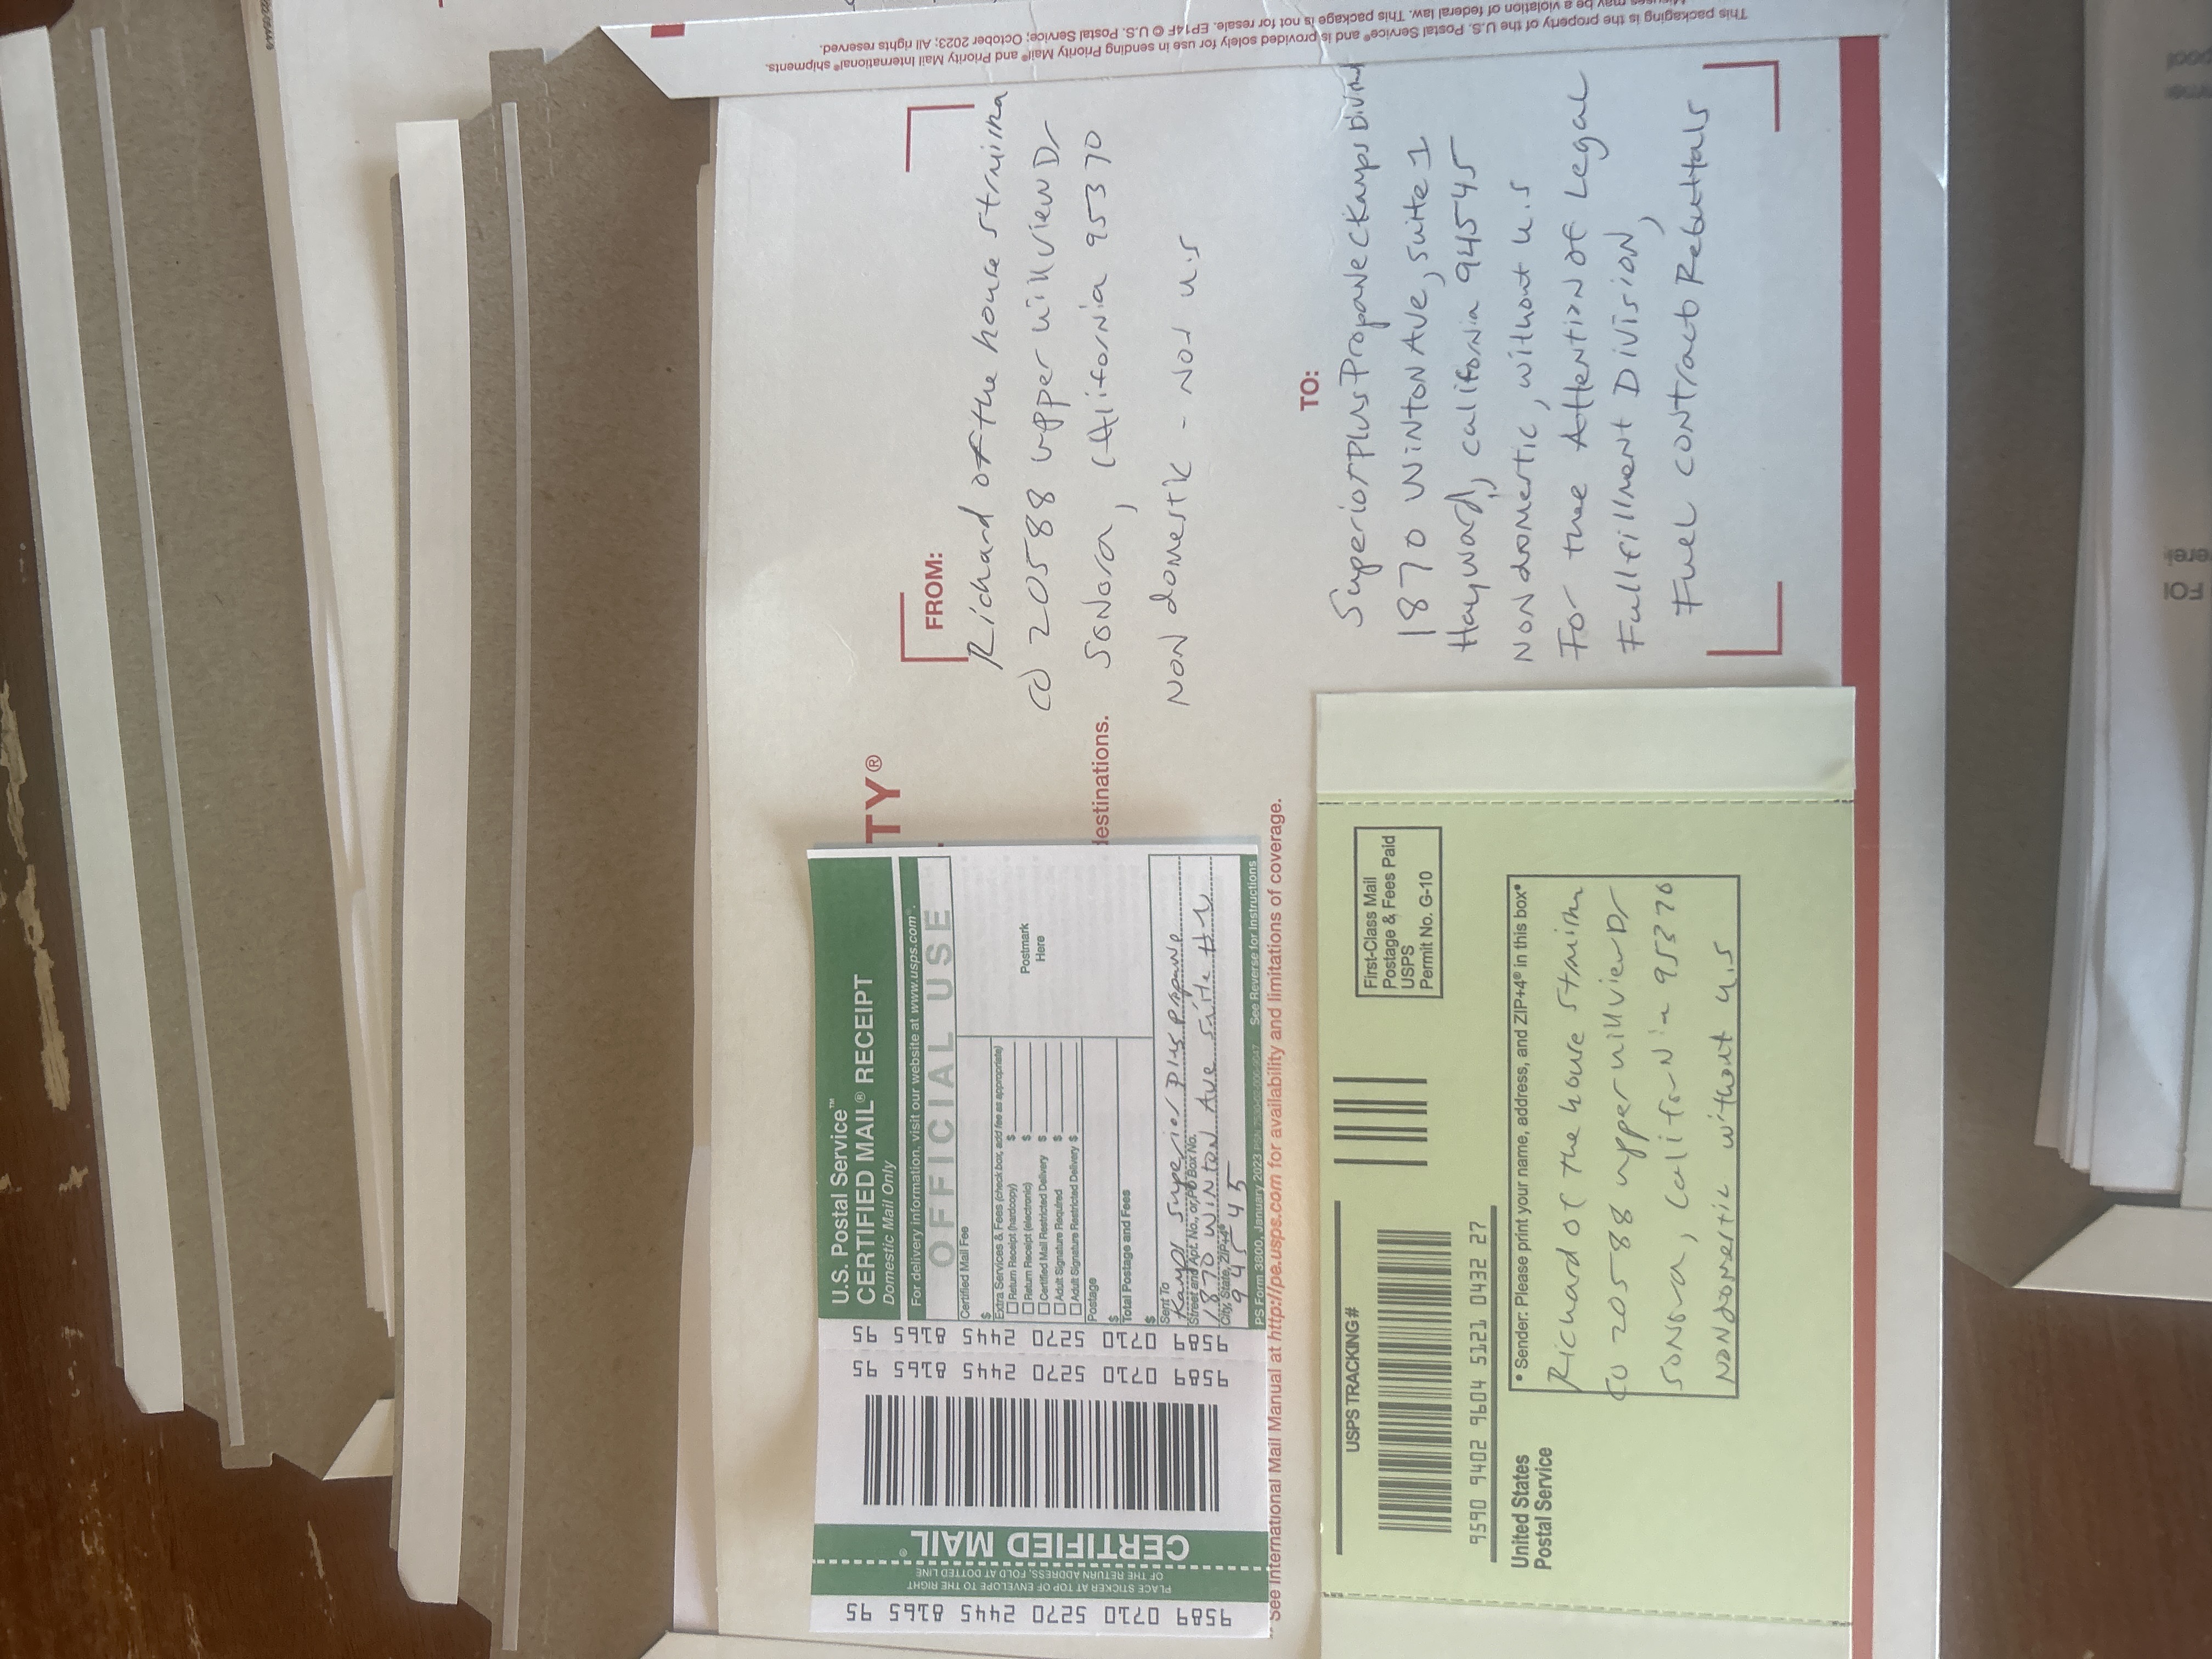 9589 0710 5270 2445 8165 95
PLACE STICKER AT TOP OF ENVELOPE TO THE RIGHT
OF THE RETURN ADDRESS, FOLD AT DOTTED LINE
CERTIFIED MAIL®
9589 0710 5270 2445 8165 95
9589 0710 5270 2445 8165 95
U.S. Postal Service™
CERTIFIED MAIL® RECEIPT
Domestic Mail Only
For delivery information, visit our website at www.usps.com®.
OFFICIAL USE
Certified Mail Fee
$
Extra Services & Fees (check box, add fee as appropriate)
Return Receipt (hardcopy) $
Return Receipt (electronic) $
Certified Mail Restricted Delivery $
Adult Signature Required $
Adult Signature Restricted Delivery $
Postmark
Here
Postage
$
Total Postage and Fees
$
Sent To
Kamps Superior Plus Propane
Street and Apt. No., or PO Box No.
1870 Winton Ave Suite #1
City, State, ZIP+4®
94545
PS Form 3800, January 2023 PSN 7530-02-000-9047 See Reverse for Instructions
TY®
destinations.
See International Mail Manual at http://pe.usps.com for availability and limitations of coverage.
FROM:
Richard of the house
20588 upper hillview Dr
Sonora, California 95370
NON domestic - Non U.S
TO:
Superior plus Propane Kamps
1870 WINTON AVE, suite 1
Hayward, California 94545
NON domestic, without U.S
For thee Attention of Legal
Fullfillment Division,
Fuel contract Rebuttals
USPS TRACKING #
9590 9402 9604 5121 0432 27
First-Class Mail
Postage & Fees Paid
USPS
Permit No. G-10
United States
Postal Service
• Sender: Please print your name, address, and ZIP+4® in this box•
Richard of the house
20588 upper hillview Dr
Sonora, California 95370
NONdomestic without U.S
This packaging is the property of the U.S. Postal Service® and is provided solely for use in sending Priority Mail® and Priority Mail International® shipments.
may be a violation of federal law. This package is not for resale. EP14F © U.S. Postal Service; October 2023; All rights reserved.
FOI